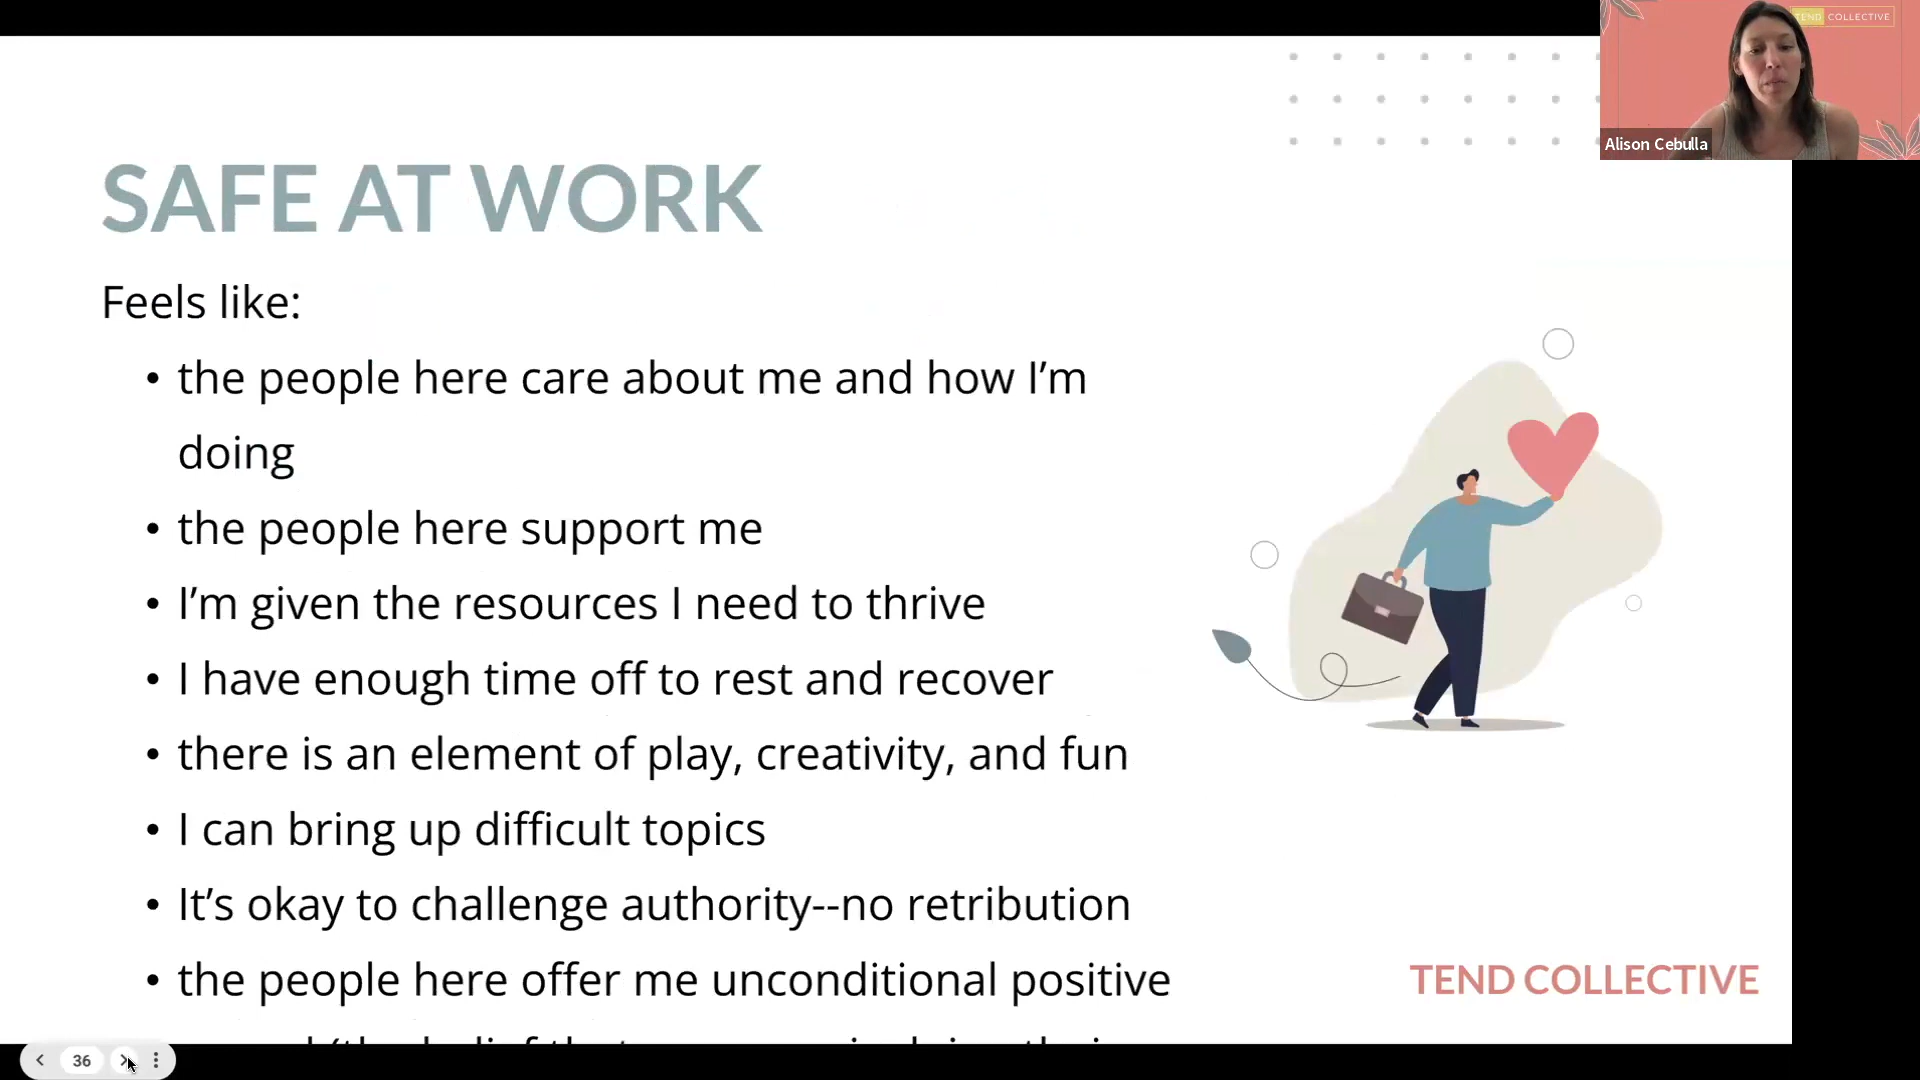 TEND COLLECTIVE
Alison Cebulla
SAFE AT WORK
Feels like:
• the people here care about me and how I’m
doing
• the people here support me
• I’m given the resources I need to thrive
• I have enough time off to rest and recover
• there is an element of play, creativity, and fun
• I can bring up difficult topics
• It’s okay to challenge authority--no retribution
• the people here offer me unconditional positive
TEND COLLECTIVE
36